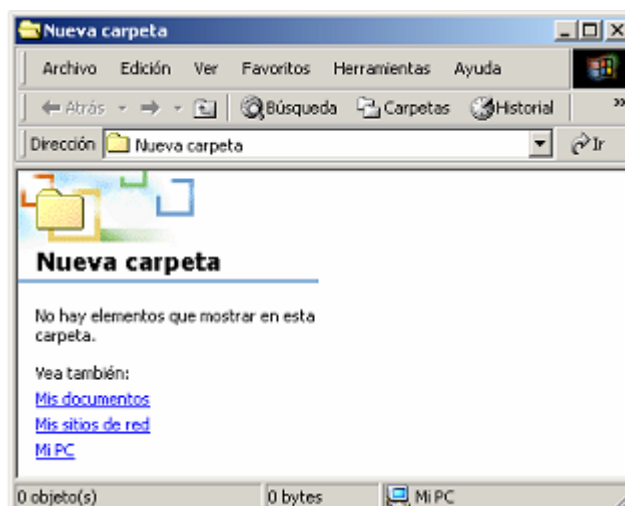 Nueva carpeta
Archivo Edición Ver Favoritos Herramientas Ayuda
Atrás Búsqueda Carpetas Historial »
Dirección Nueva carpeta Ir
Nueva carpeta
No hay elementos que mostrar en esta
carpeta.
Vea también:
Mis documentos
Mis sitios de red
Mi PC
0 objeto(s) 0 bytes Mi PC